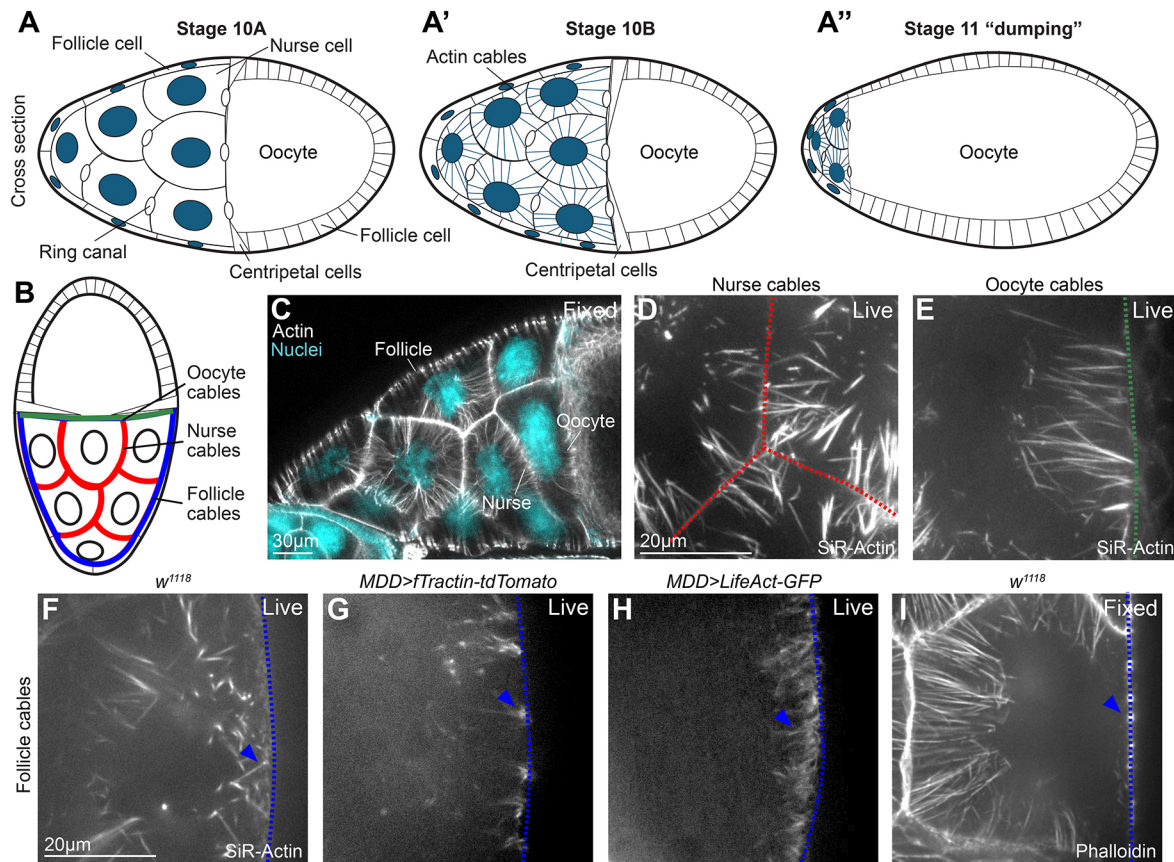 A
Stage 10A
Follicle cell
Nurse cell
Cross section
Oocyte
Ring canal
Centripetal cells
Follicle cell
A’
Stage 10B
Actin cables
Oocyte
Centripetal cells
A”
Stage 11 “dumping”
Oocyte
B
Oocyte
cables
Nurse
cables
Follicle
cables
C
Fixed
Actin
Nuclei
Follicle
Oocyte
Nurse
30µm
Nurse cables
D
Live
20µm
SiR-Actin
Oocyte cables
E
Live
SiR-Actin
Follicle cables
w1118
F
Live
20µm
SiR-Actin
MDD>fTractin-tdTomato
G
Live
MDD>LifeAct-GFP
H
Live
w1118
I
Fixed
Phalloidin